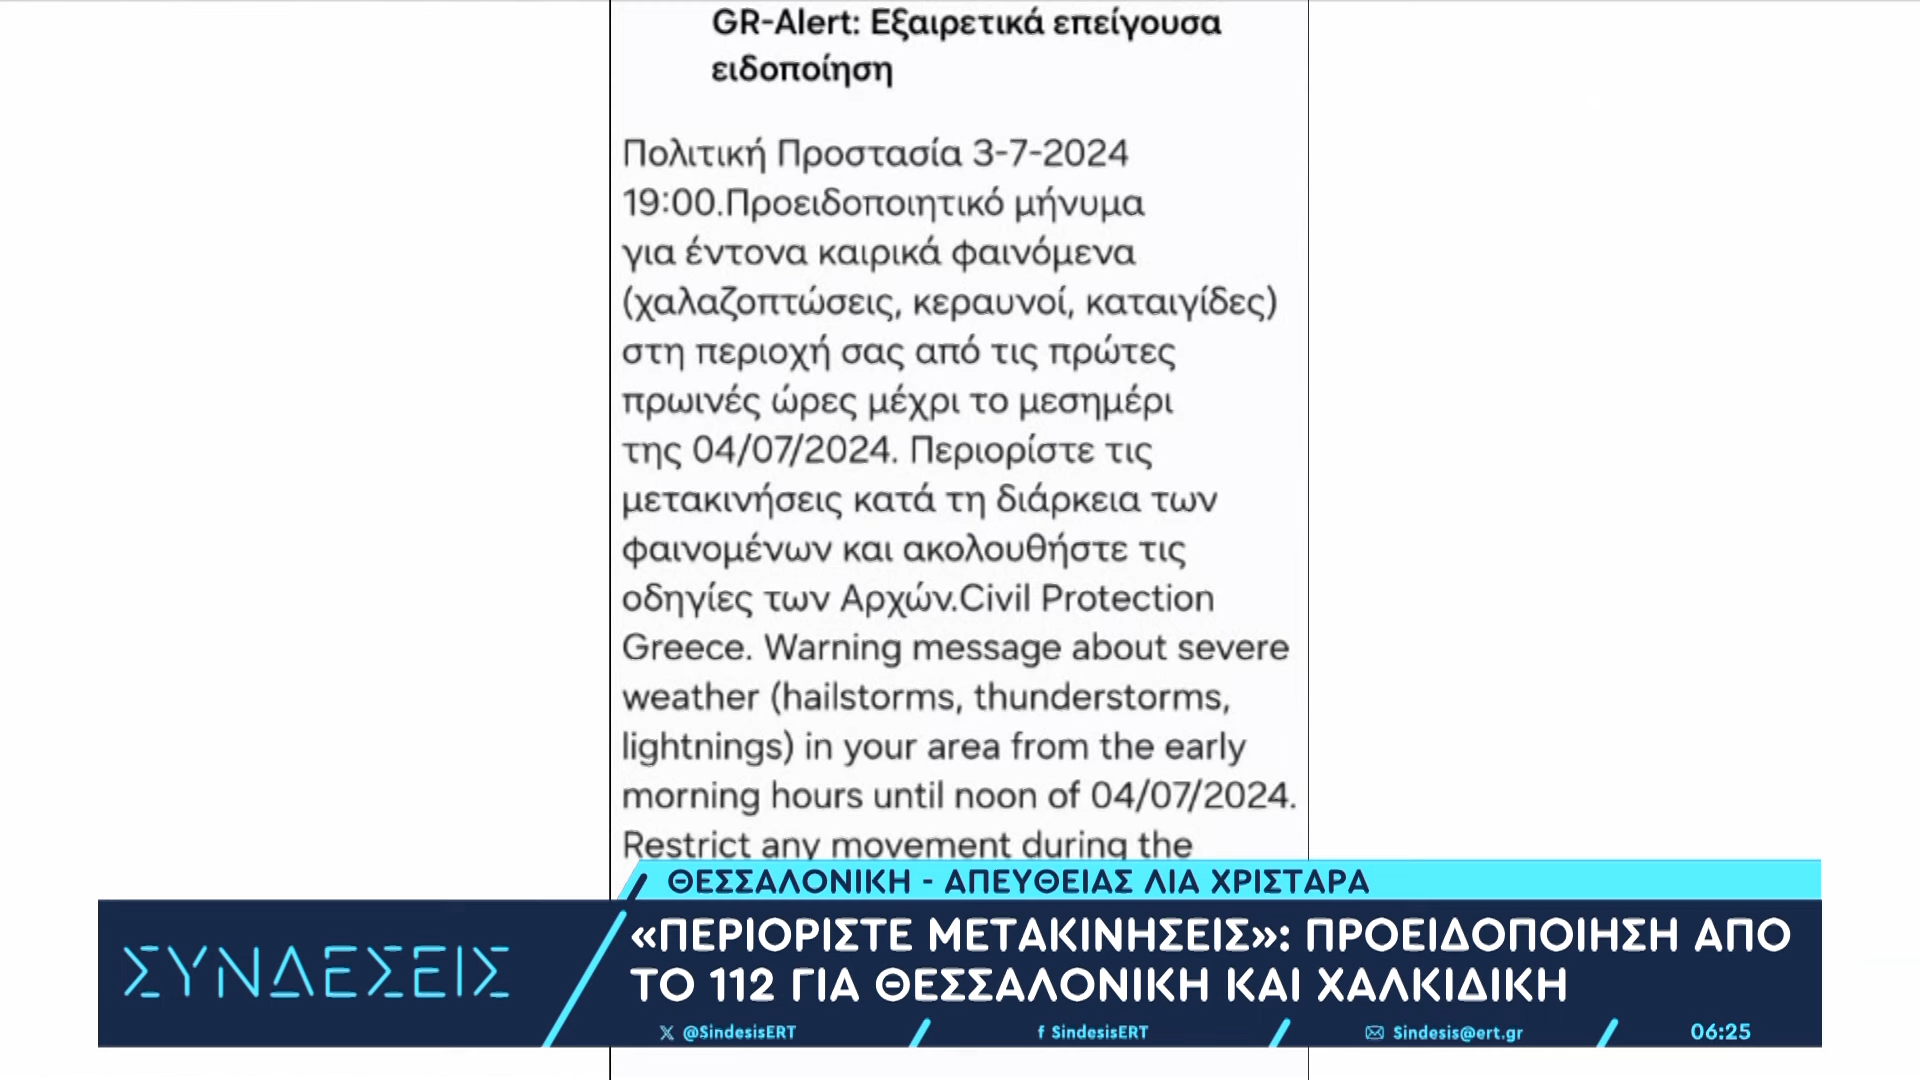 GR-Alert: Εξαιρετικά επείγουσα
ειδοποίηση
Πολιτική Προστασία 3-7-2024
19:00.Προειδοποιητικό μήνυμα
για έντονα καιρικά φαινόμενα
(χαλαζοπτώσεις, κεραυνοί, καταιγίδες)
στη περιοχή σας από τις πρώτες
πρωινές ώρες μέχρι το μεσημέρι
της 04/07/2024. Περιορίστε τις
μετακινήσεις κατά τη διάρκεια των
φαινομένων και ακολουθήστε τις
οδηγίες των Αρχών.Civil Protection
Greece. Warning message about severe
weather (hailstorms, thunderstorms,
lightnings) in your area from the early
morning hours until noon of 04/07/2024.
Restrict any movement during the
ΘΕΣΣΑΛΟΝΙΚΗ - ΑΠΕΥΘΕΙΑΣ ΛΙΑ ΧΡΙΣΤΑΡΑ
ΣΥΝΔΕΣΕΙΣ
«ΠΕΡΙΟΡΙΣΤΕ ΜΕΤΑΚΙΝΗΣΕΙΣ»: ΠΡΟΕΙΔΟΠΟΙΗΣΗ ΑΠΟ
ΤΟ 112 ΓΙΑ ΘΕΣΣΑΛΟΝΙΚΗ ΚΑΙ ΧΑΛΚΙΔΙΚΗ
X @SindesisERT f SindesisERT Sindesis@ert.gr 06:25